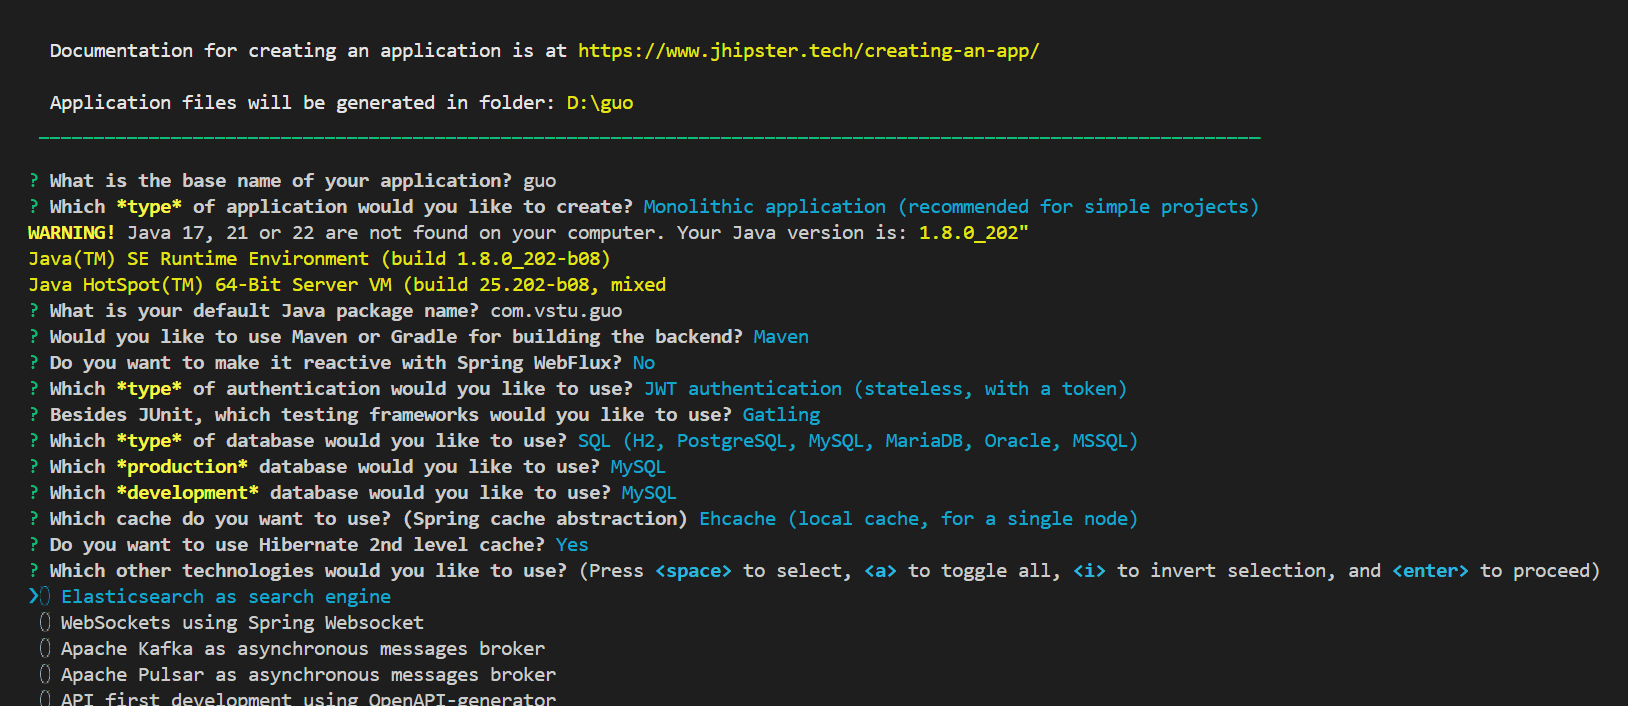 Documentation for creating an application is at https://www.jhipster.tech/creating-an-app/
Application files will be generated in folder: D:\guo
? What is the base name of your application? guo
? Which *type* of application would you like to create? Monolithic application (recommended for simple projects)
WARNING! Java 17, 21 or 22 are not found on your computer. Your Java version is: 1.8.0_202"
Java(TM) SE Runtime Environment (build 1.8.0_202-b08)
Java HotSpot(TM) 64-Bit Server VM (build 25.202-b08, mixed
? What is your default Java package name? com.vstu.guo
? Would you like to use Maven or Gradle for building the backend? Maven
? Do you want to make it reactive with Spring WebFlux? No
? Which *type* of authentication would you like to use? JWT authentication (stateless, with a token)
? Besides JUnit, which testing frameworks would you like to use? Gatling
? Which *type* of database would you like to use? SQL (H2, PostgreSQL, MySQL, MariaDB, Oracle, MSSQL)
? Which *production* database would you like to use? MySQL
? Which *development* database would you like to use? MySQL
? Which cache do you want to use? (Spring cache abstraction) Ehcache (local cache, for a single node)
? Do you want to use Hibernate 2nd level cache? Yes
? Which other technologies would you like to use? (Press <space> to select, <a> to toggle all, <i> to invert selection, and <enter> to proceed)
❯() Elasticsearch as search engine
() WebSockets using Spring Websocket
() Apache Kafka as asynchronous messages broker
() Apache Pulsar as asynchronous messages broker
() API first development using OpenAPI-generator